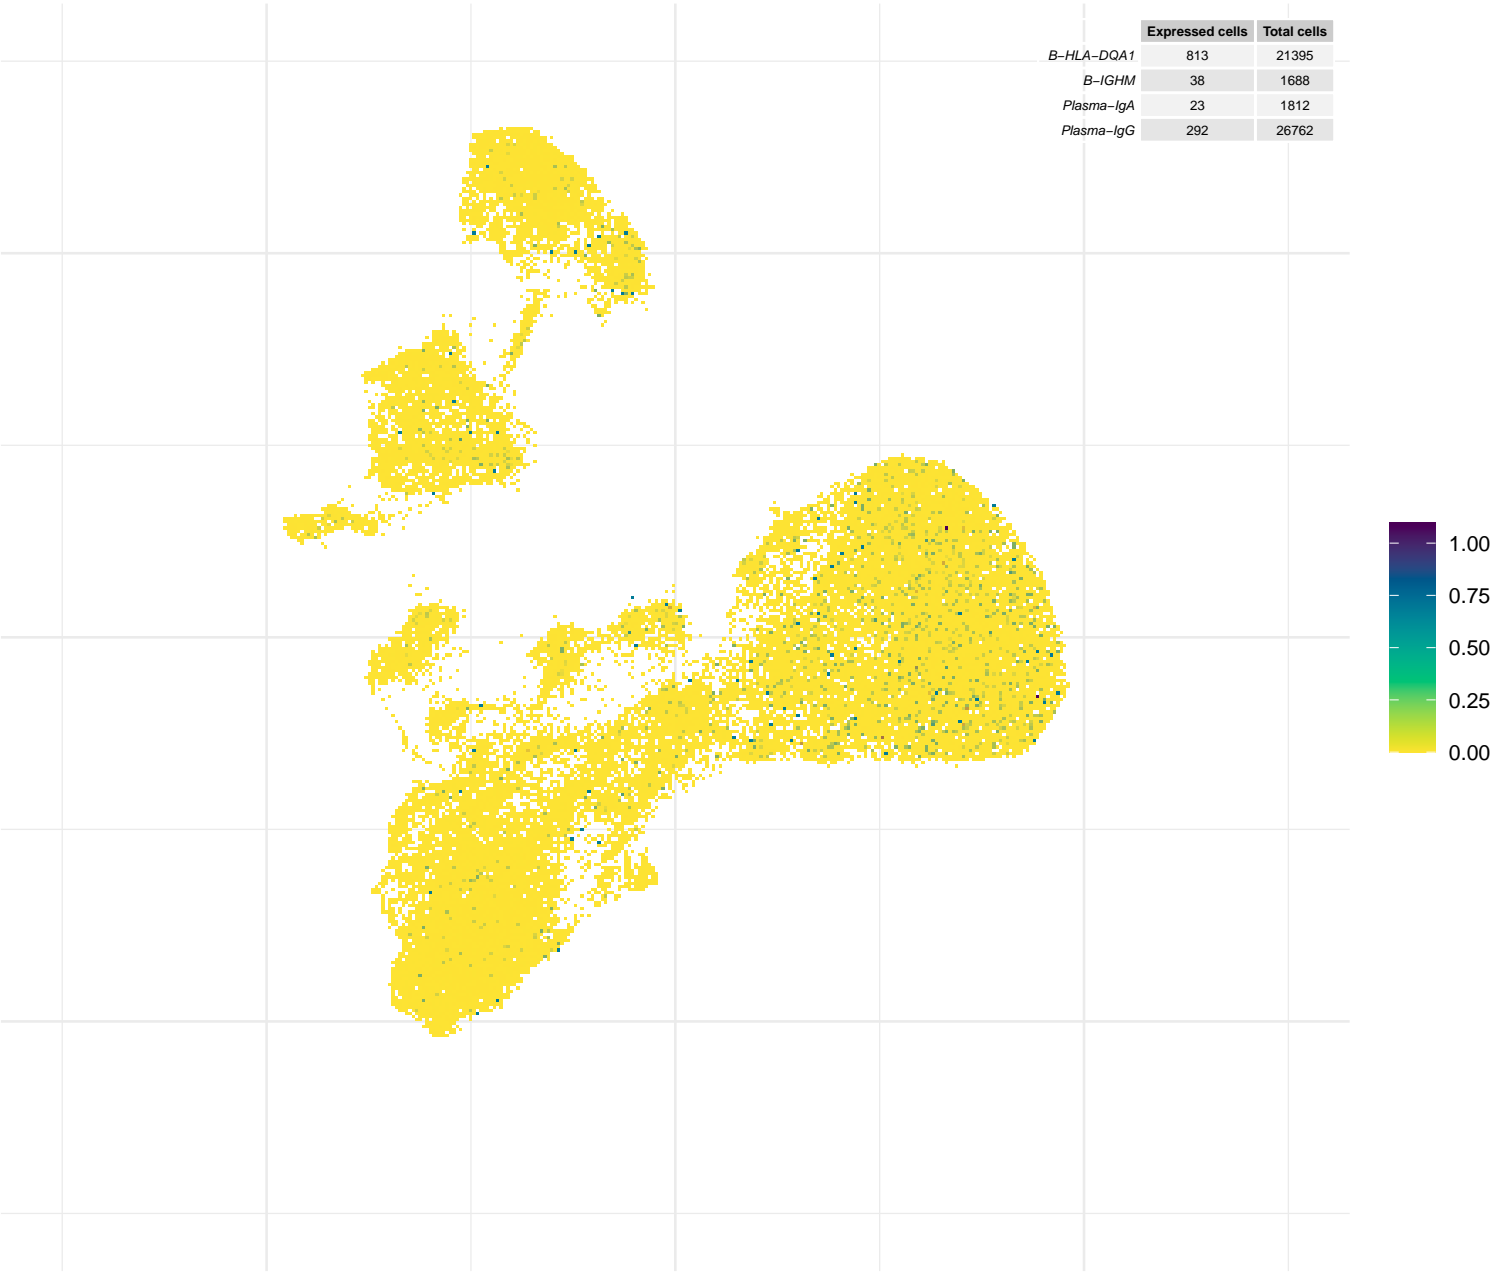 Expressed cells Total cells
B−HLA−DQA1 813 21395
B−IGHM 38 1688
Plasma−IgA 23 1812
Plasma−IgG 292 26762
1.00
0.75
0.50
0.25
0.00